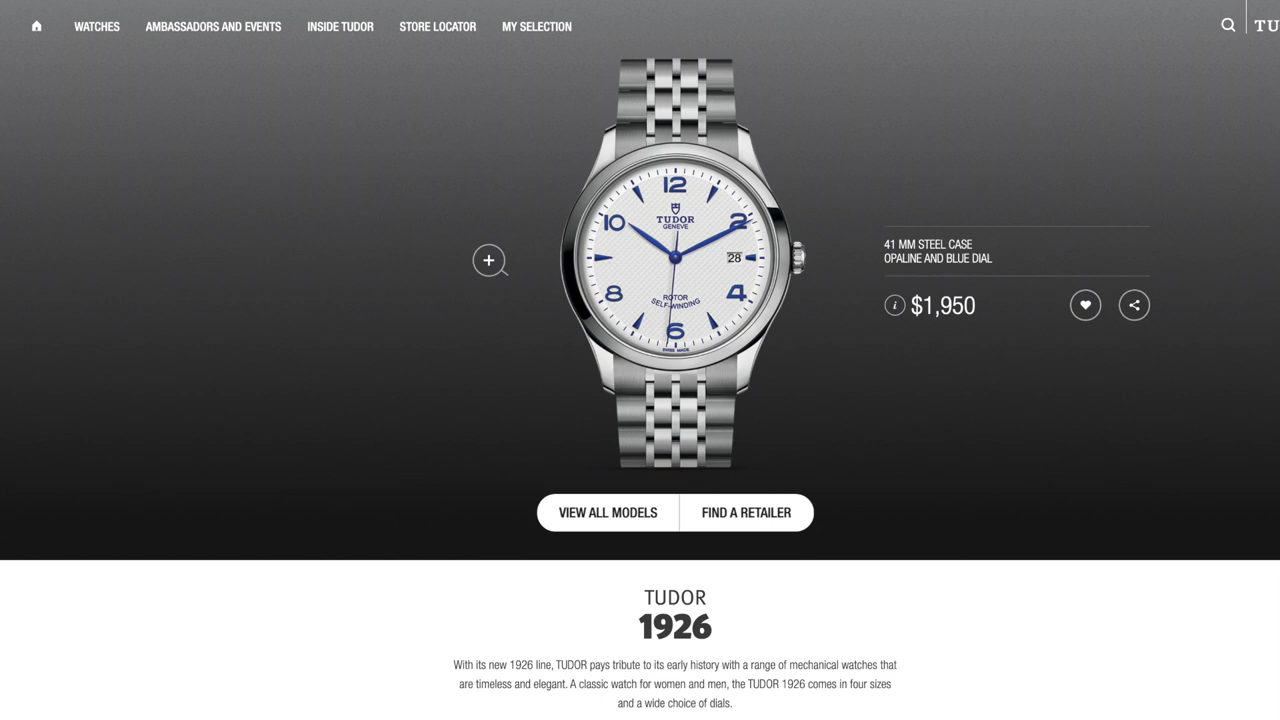 WATCHES
AMBASSADORS AND EVENTS
INSIDE TUDOR
STORE LOCATOR
MY SELECTION
TU
12
10
2
TUDOR
GENEVE
28
8
4
ROTOR
SELF-WINDING
6
SWISS MADE
41 MM STEEL CASE
OPALINE AND BLUE DIAL
i $1,950
VIEW ALL MODELS
FIND A RETAILER
TUDOR
1926
With its new 1926 line, TUDOR pays tribute to its early history with a range of mechanical watches that
are timeless and elegant. A classic watch for women and men, the TUDOR 1926 comes in four sizes
and a wide choice of dials.